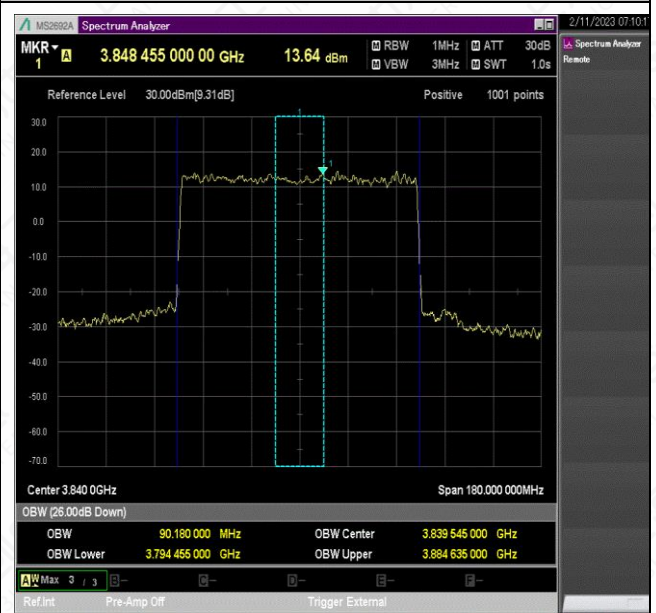 MS2692A Spectrum Analyzer 2/11/2023 07:10:1
MKR 1 A 3.848 455 000 00 GHz 13.64 dBm M RBW 1MHz M ATT 30dB
M VBW 3MHz M SWT 1.0s
Spectrum Analyzer
Remote
Reference Level 30.00dBm[9.31dB] Positive 1001 points
1
30.0
20.0
1
10.0
0.0
-10.0
-20.0
-30.0
-40.0
-50.0
-60.0
-70.0
Center 3.840 0GHz Span 180.000 000MHz
OBW (26.00dB Down)
OBW 90.180 000 MHz OBW Center 3.839 545 000 GHz
OBW Lower 3.794 455 000 GHz OBW Upper 3.884 635 000 GHz
A W Max 3 / 3 B- C- D- E- F-
Ref.Int Pre-Amp Off Trigger External